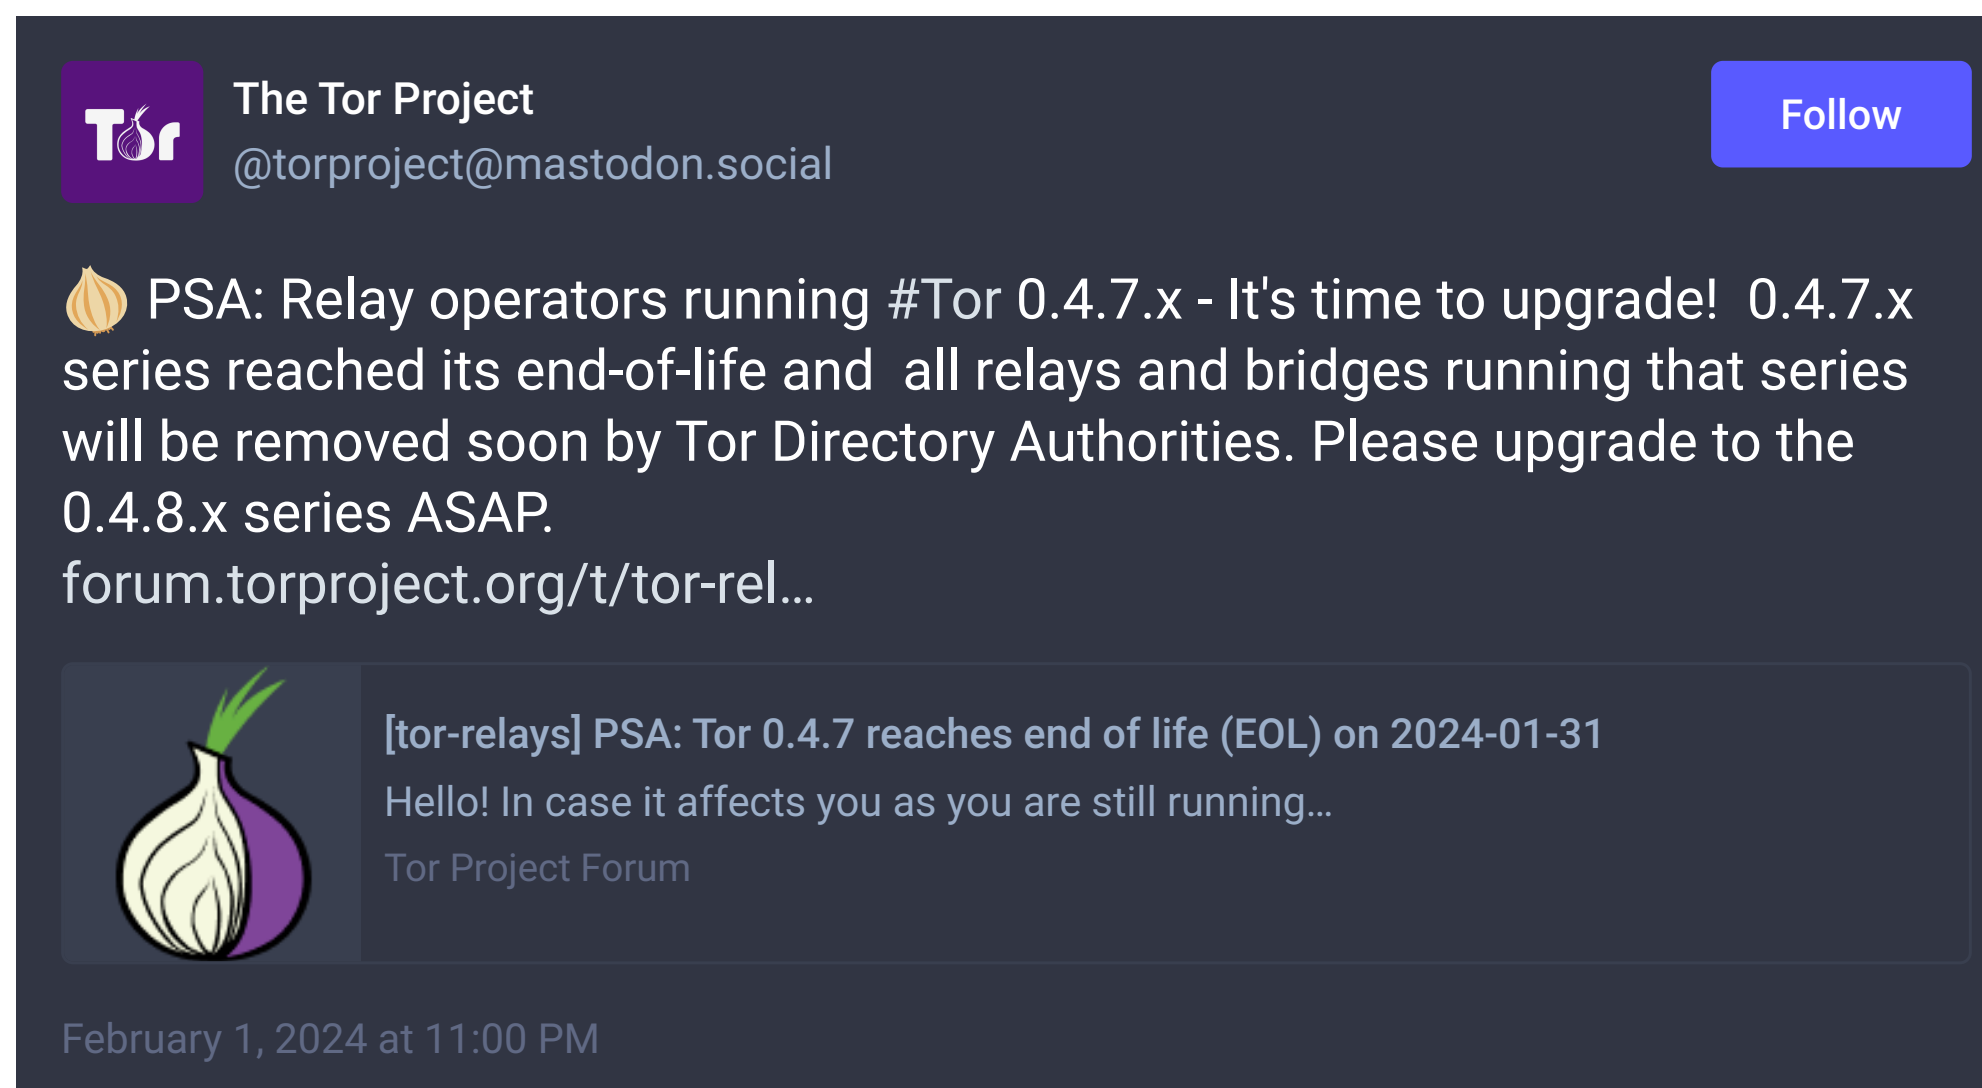 Tor
The Tor Project
@torproject@mastodon.social
Follow
🧅 PSA: Relay operators running #Tor 0.4.7.x - It's time to upgrade!  0.4.7.x
series reached its end-of-life and  all relays and bridges running that series
will be removed soon by Tor Directory Authorities. Please upgrade to the
0.4.8.x series ASAP.
forum.torproject.org/t/tor-rel…
[tor-relays] PSA: Tor 0.4.7 reaches end of life (EOL) on 2024-01-31
Hello! In case it affects you as you are still running…
Tor Project Forum
February 1, 2024 at 11:00 PM